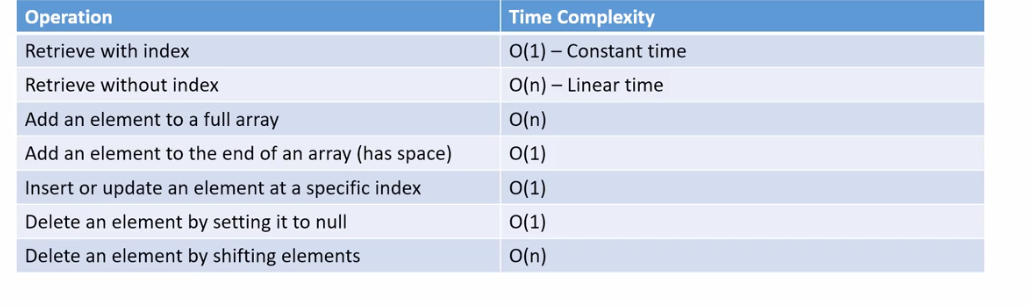 Operation Time Complexity
Retrieve with index O(1) – Constant time
Retrieve without index O(n) – Linear time
Add an element to a full array O(n)
Add an element to the end of an array (has space) O(1)
Insert or update an element at a specific index O(1)
Delete an element by setting it to null O(1)
Delete an element by shifting elements O(n)